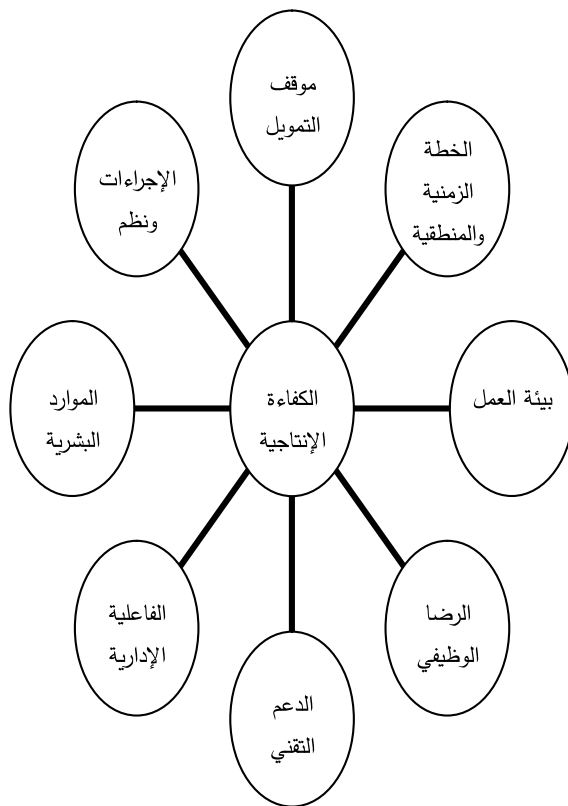 موقف
التمويل
الخطة
الزمنية
والمنطقية
الإجراءات
ونظم
بيئة العمل
الكفاءة
الإنتاجية
الموارد
البشرية
الرضا
الوظيفي
الفاعلية
الإدارية
الدعم
التقني